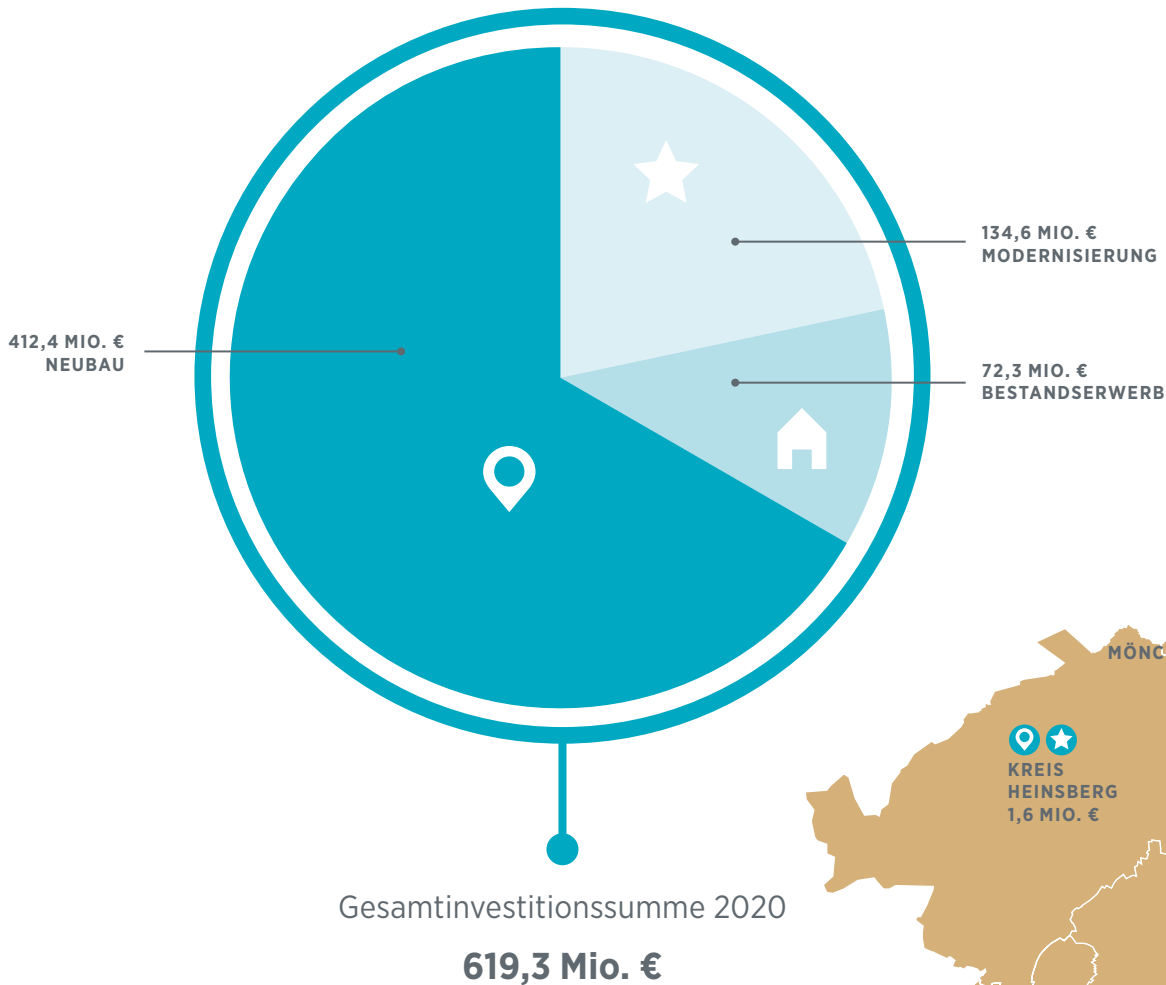 134,6 MIO. €
MODERNISIERUNG
412,4 MIO. €
NEUBAU
72,3 MIO. €
BESTANDSERWERB
MÖNC
KREIS
HEINSBERG
1,6 MIO. €
Gesamtinvestitionssumme 2020
619,3 Mio. €